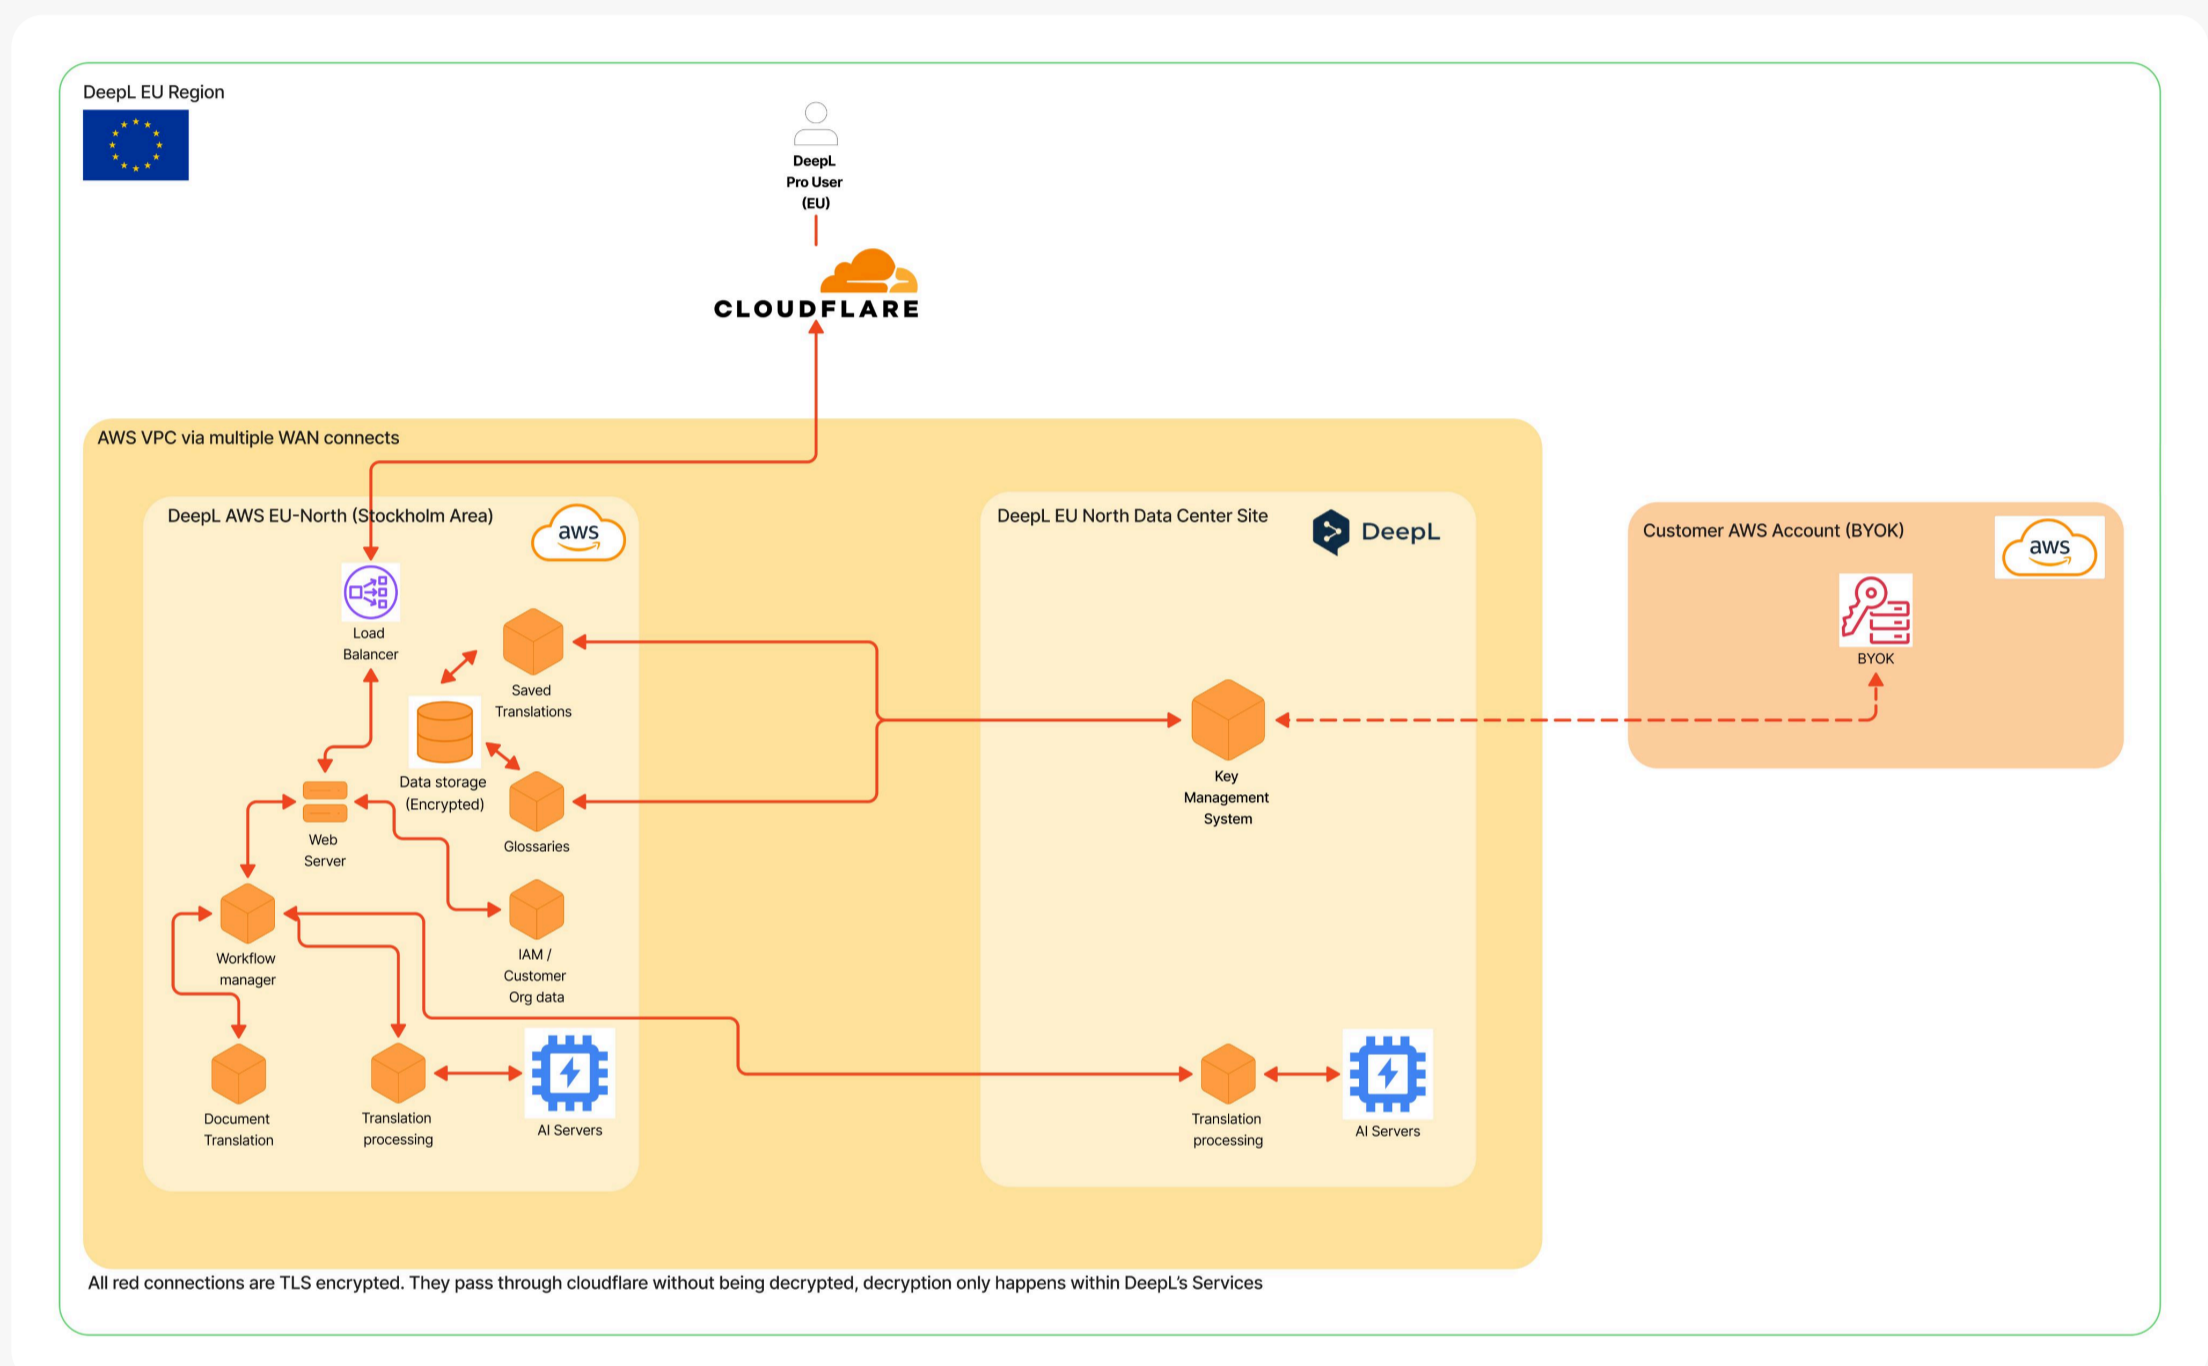 DeepL EU Region
DeepL
Pro User
(EU)
CLOUDFLARE
AWS VPC via multiple WAN connects
DeepL AWS EU-North (Stockholm Area)
aws
Load
Balancer
Saved
Translations
Data storage
(Encrypted)
Web
Server
Glossaries
Workflow
manager
IAM /
Customer
Org data
Document
Translation
Translation
processing
AI Servers
DeepL EU North Data Center Site
DeepL
Key
Management
System
Translation
processing
AI Servers
Customer AWS Account (BYOK)
aws
BYOK
All red connections are TLS encrypted. They pass through cloudflare without being decrypted, decryption only happens within DeepL’s Services